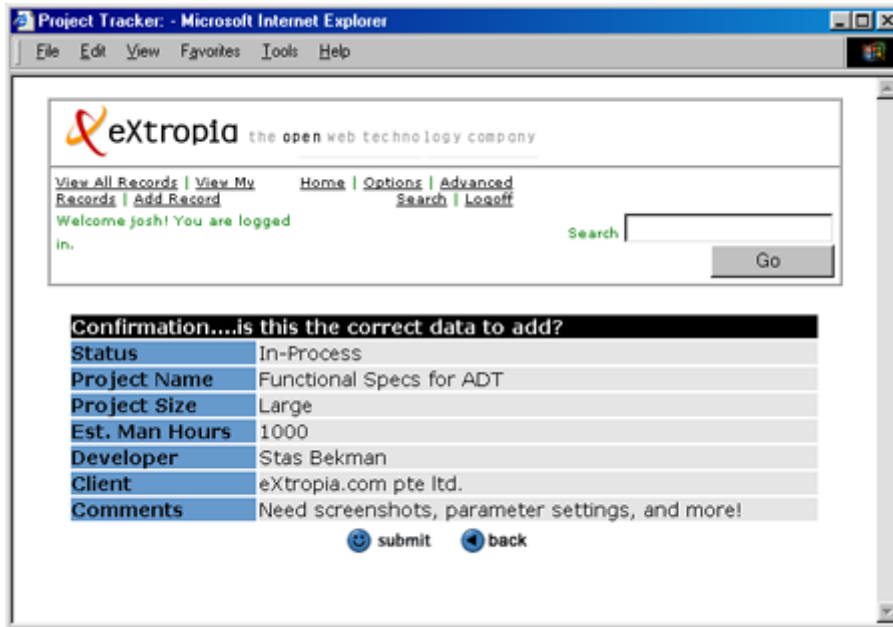 Project Tracker: - Microsoft Internet Explorer
File Edit View Favorites Tools Help
eXtropia the open web technology company
View All Records | View My Home | Options | Advanced
Records | Add Record Search | Logoff
Welcome josh! You are logged
in.
Search
Go
Confirmation....is this the correct data to add?
Status In-Process
Project Name Functional Specs for ADT
Project Size Large
Est. Man Hours 1000
Developer Stas Bekman
Client eXtropia.com pte ltd.
Comments Need screenshots, parameter settings, and more!
submit back